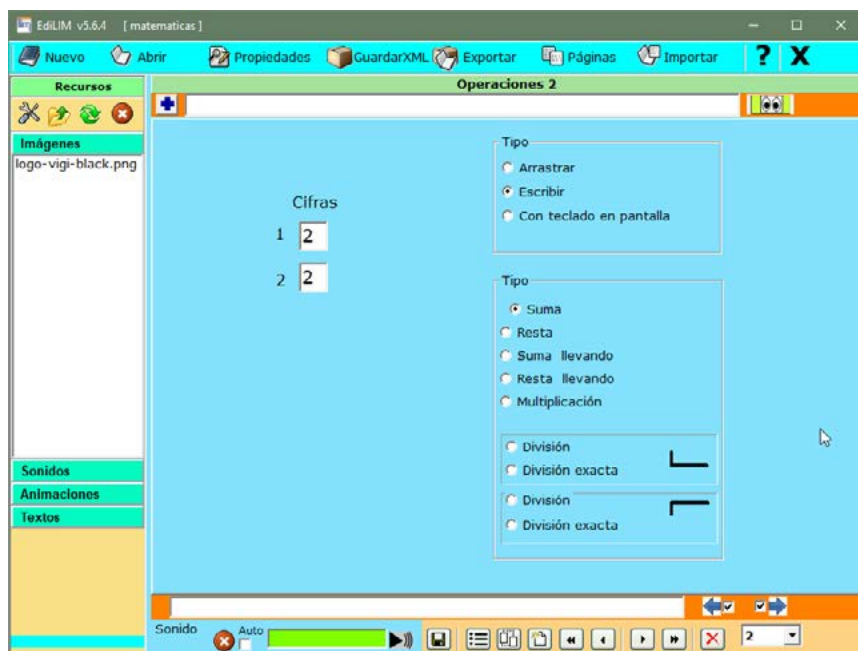 EdiLIM v5.6.4 [ matematicas ]
Nuevo Abrir Propiedades GuardarXML Exportar Páginas Importar ? X
Recursos
Operaciones 2
Imágenes
logo-vigi-black.png
Tipo
Arrastrar
Escribir
Con teclado en pantalla
Cifras
1 2
2 2
Tipo
Suma
Resta
Suma llevando
Resta llevando
Multiplicación
División
División exacta
División
División exacta
Sonidos
Animaciones
Textos
Sonido Auto 2